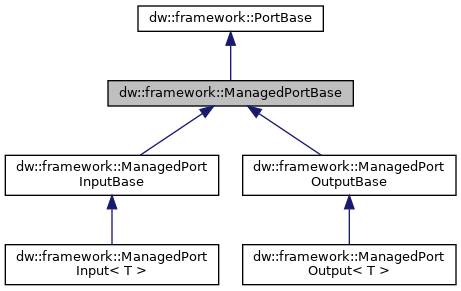 dw::framework::PortBase
dw::framework::ManagedPortBase
dw::framework::ManagedPort
InputBase
dw::framework::ManagedPort
OutputBase
dw::framework::ManagedPort
Input< T >
dw::framework::ManagedPort
Output< T >